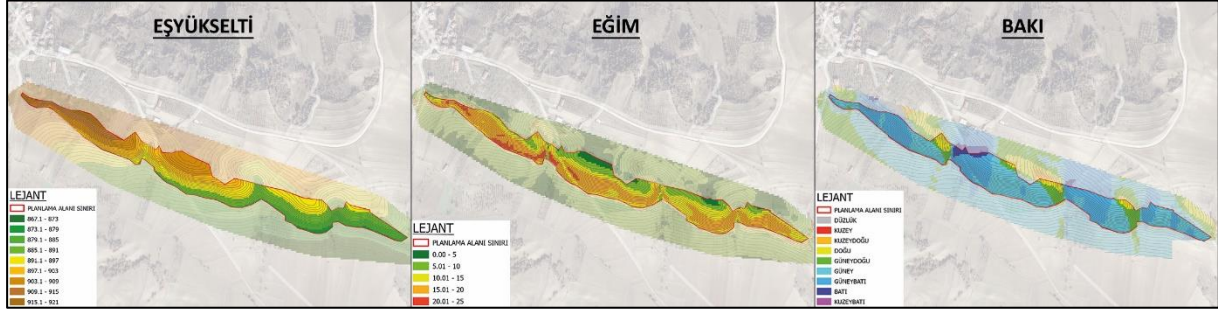 EŞYÜKSELTİ
LEJANT
PLANLAMA ALANI SINIRI
867.1 - 873
873.1 - 879
879.1 - 885
885.1 - 891
891.1 - 897
897.1 - 903
903.1 - 909
909.1 - 915
915.1 - 921
EĞİM
LEJANT
PLANLAMA ALANI SINIRI
0.00 - 5
5.01 - 10
10.01 - 15
15.01 - 20
20.01 - 25
BAKI
LEJANT
PLANLAMA ALANI SINIRI
DÜZLÜK
KUZEY
KUZEYDOĞU
DOĞU
GÜNEYDOĞU
GÜNEY
GÜNEYBATI
BATI
KUZEYBATI